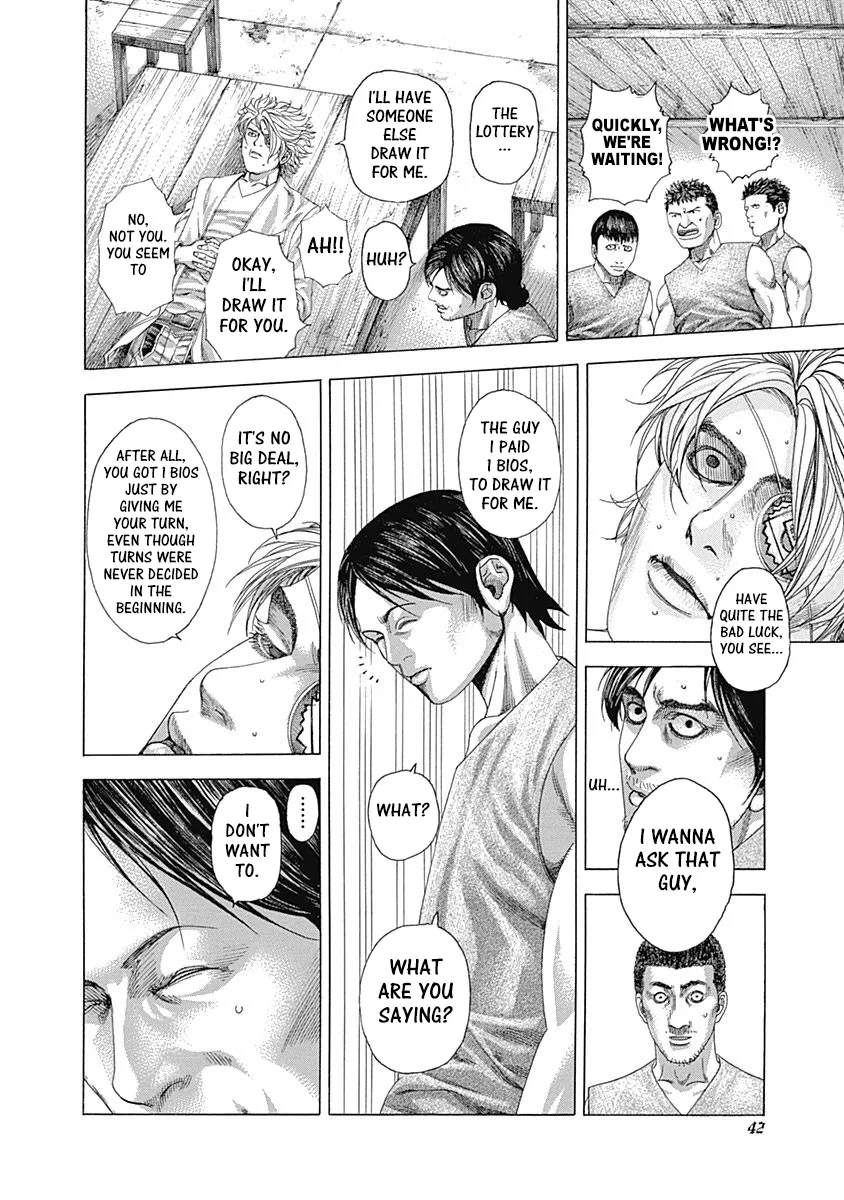 WHAT'S
WRONG!?
QUICKLY,
WE'RE
WAITING!
THE
LOTTERY
...
I'LL HAVE
SOMEONE
ELSE
DRAW IT
FOR ME.
HUH?
AH!!
OKAY,
I'LL
DRAW IT
FOR YOU.
NO,
NOT YOU.
YOU SEEM
TO
HAVE
QUITE THE
BAD LUCK,
YOU SEE...
UH...
I WANNA
ASK THAT
GUY,
THE GUY
I PAID
1 BIOS,
TO DRAW IT
FOR ME.
WHAT?
WHAT
ARE YOU
SAYING?
IT'S NO
BIG DEAL,
RIGHT?
AFTER ALL,
YOU GOT 1 BIOS
JUST BY
GIVING ME
YOUR TURN,
EVEN THOUGH
TURNS WERE
NEVER DECIDED
IN THE
BEGINNING.
......
I
DON'T
WANT
TO.
42